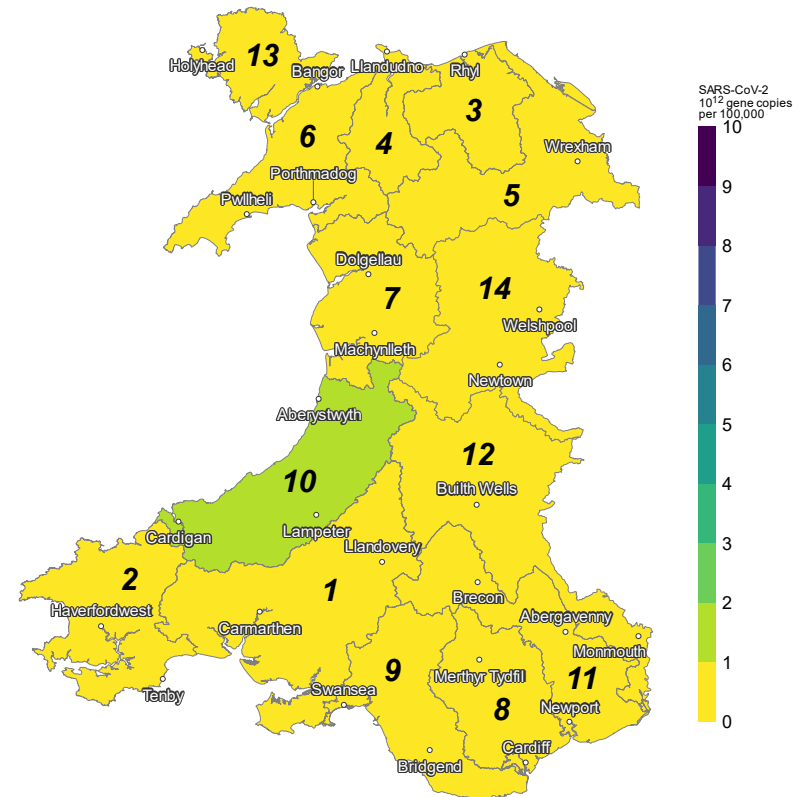 13
Holyhead
Bangor
Llandudno
Rhyl
SARS-CoV-2
10¹² gene copies
per 100,000
3
6
4
Wrexham
Porthmadog
5
Pwllheli
Dolgellau
7
14
Welshpool
Machynlleth
Newtown
Aberystwyth
12
10
Builth Wells
Lampeter
Cardigan
Llandovery
2
1
Haverfordwest
Brecon
Abergavenny
Carmarthen
Monmouth
9
Merthyr Tydfil
11
Tenby
Swansea
8
Newport
Cardiff
Bridgend
10
9
8
7
6
5
4
3
2
1
0